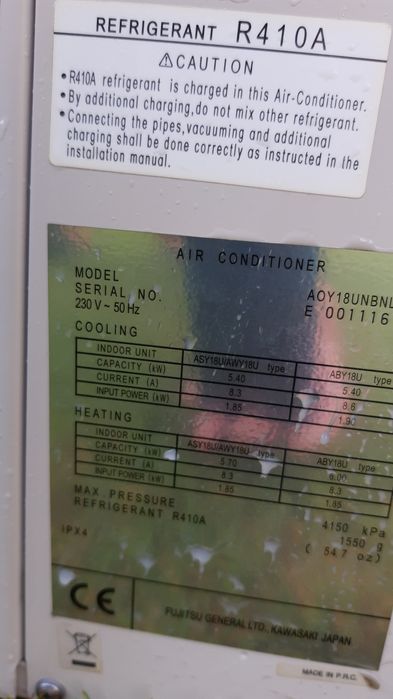 REFRIGERANT R410A
⚠CAUTION
•R410A refrigerant is charged in this Air-Conditioner.
•By additional charging,do not mix other refrigerant.
•Connecting the pipes,vacuuming and additional
charging shall be done correctly as instructed in the
installation manual.
AIR CONDITIONER
MODEL AOY18UNBNL
SERIAL NO. E 001116
230 V ~ 50 Hz
COOLING
INDOOR UNIT ASY18U/AWY18U type ABY18U type
CAPACITY (kW) 5.40 5.40
CURRENT (A) 8.3 8.6
INPUT POWER (kW) 1.85 1.90
HEATING
INDOOR UNIT ASY18U/AWY18U type ABY18U type
CAPACITY (kW) 5.70 6.00
CURRENT (A) 8.3 8.3
INPUT POWER (kW) 1.85 1.85
MAX. PRESSURE 4150 kPa
REFRIGERANT R410A 1550 g
( 54.7 oz)
IPX4
CE
FUJITSU GENERAL LTD., KAWASAKI JAPAN
MADE IN P.R.C.